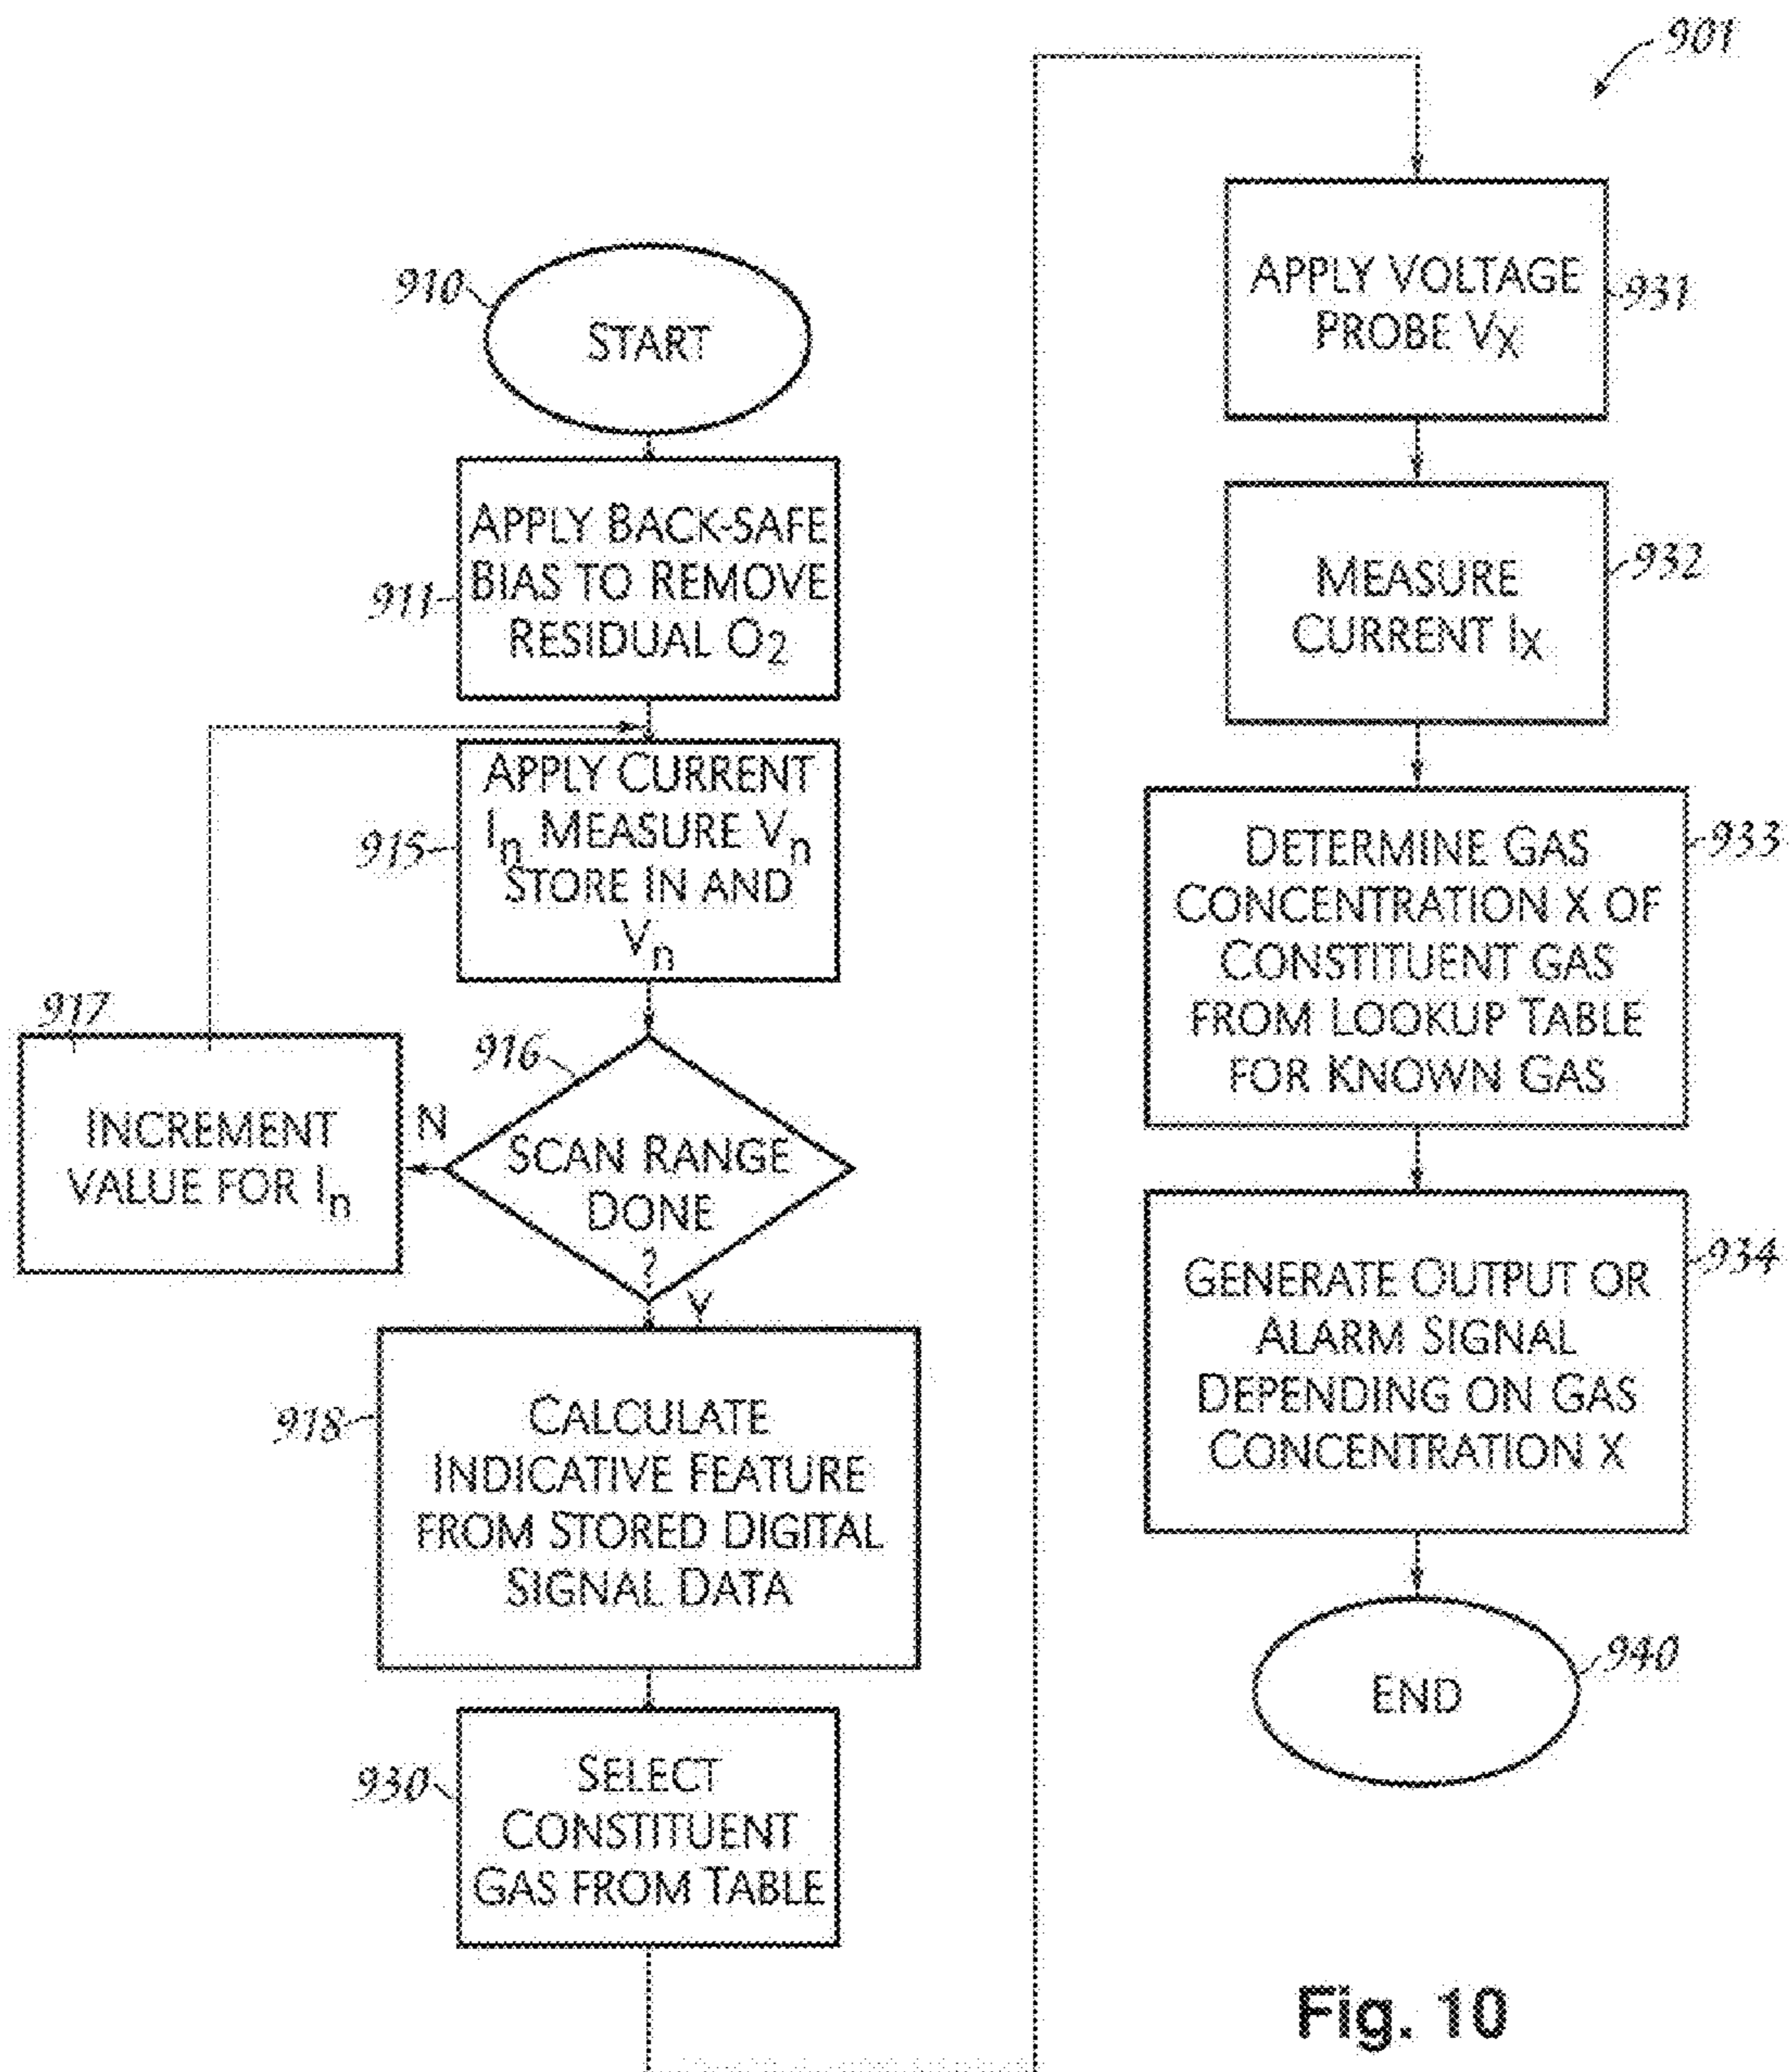 901
910
START
911
APPLY BACK-SAFE
BIAS TO REMOVE
RESIDUAL O2
915
APPLY CURRENT
In MEASURE Vn
STORE IN AND
Vn
917
INCREMENT
VALUE FOR In
N
916
SCAN RANGE
DONE
?
Y
918
CALCULATE
INDICATIVE FEATURE
FROM STORED DIGITAL
SIGNAL DATA
930
SELECT
CONSTITUENT
GAS FROM TABLE
931
APPLY VOLTAGE
PROBE VX
932
MEASURE
CURRENT IX
933
DETERMINE GAS
CONCENTRATION X OF
CONSTITUENT GAS
FROM LOOKUP TABLE
FOR KNOWN GAS
934
GENERATE OUTPUT OR
ALARM SIGNAL
DEPENDING ON GAS
CONCENTRATION X
940
END
Fig. 10